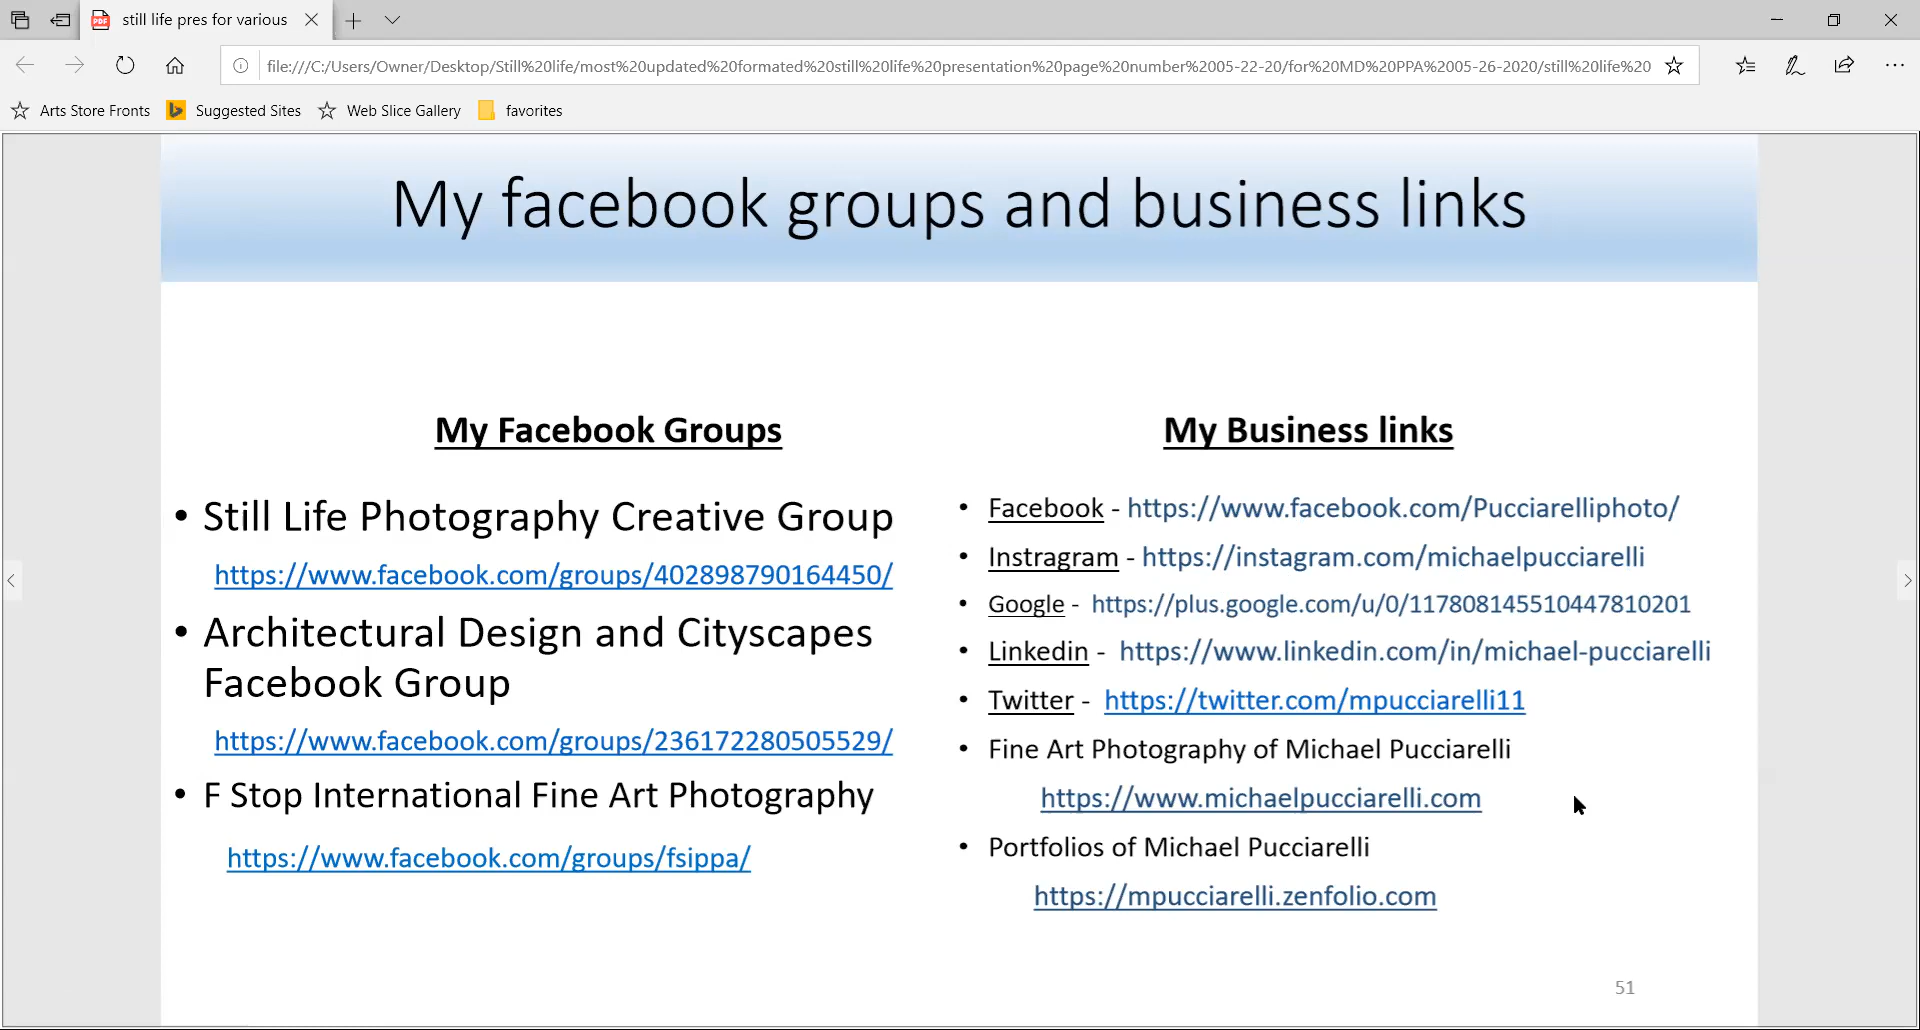 still life pres for various
file:///C:/Users/Owner/Desktop/Still%20life/most%20updated%20formated%20still%20life%20presentation%20page%20number%2005-22-20/for%20MD%20PPA%2005-26-2020/still%20life%20
Arts Store Fronts
Suggested Sites
Web Slice Gallery
favorites
My facebook groups and business links
My Facebook Groups
• Still Life Photography Creative Group
https://www.facebook.com/groups/402898790164450/
• Architectural Design and Cityscapes
Facebook Group
https://www.facebook.com/groups/236172280505529/
• F Stop International Fine Art Photography
https://www.facebook.com/groups/fsippa/
My Business links
• Facebook - https://www.facebook.com/Pucciarelliphoto/
• Instragram - https://instagram.com/michaelpucciarelli
• Google - https://plus.google.com/u/0/117808145510447810201
• Linkedin - https://www.linkedin.com/in/michael-pucciarelli
• Twitter - https://twitter.com/mpucciarelli11
• Fine Art Photography of Michael Pucciarelli
https://www.michaelpucciarelli.com
• Portfolios of Michael Pucciarelli
https://mpucciarelli.zenfolio.com
51